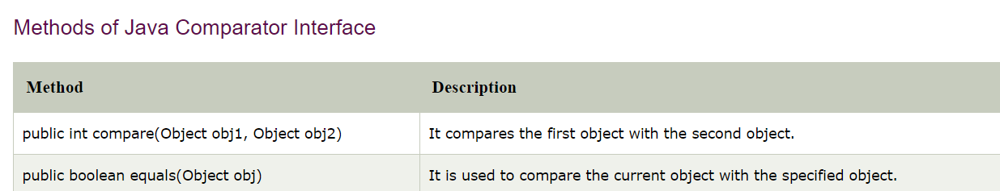 Methods of Java Comparator Interface
Method Description
public int compare(Object obj1, Object obj2) It compares the first object with the second object.
public boolean equals(Object obj) It is used to compare the current object with the specified object.